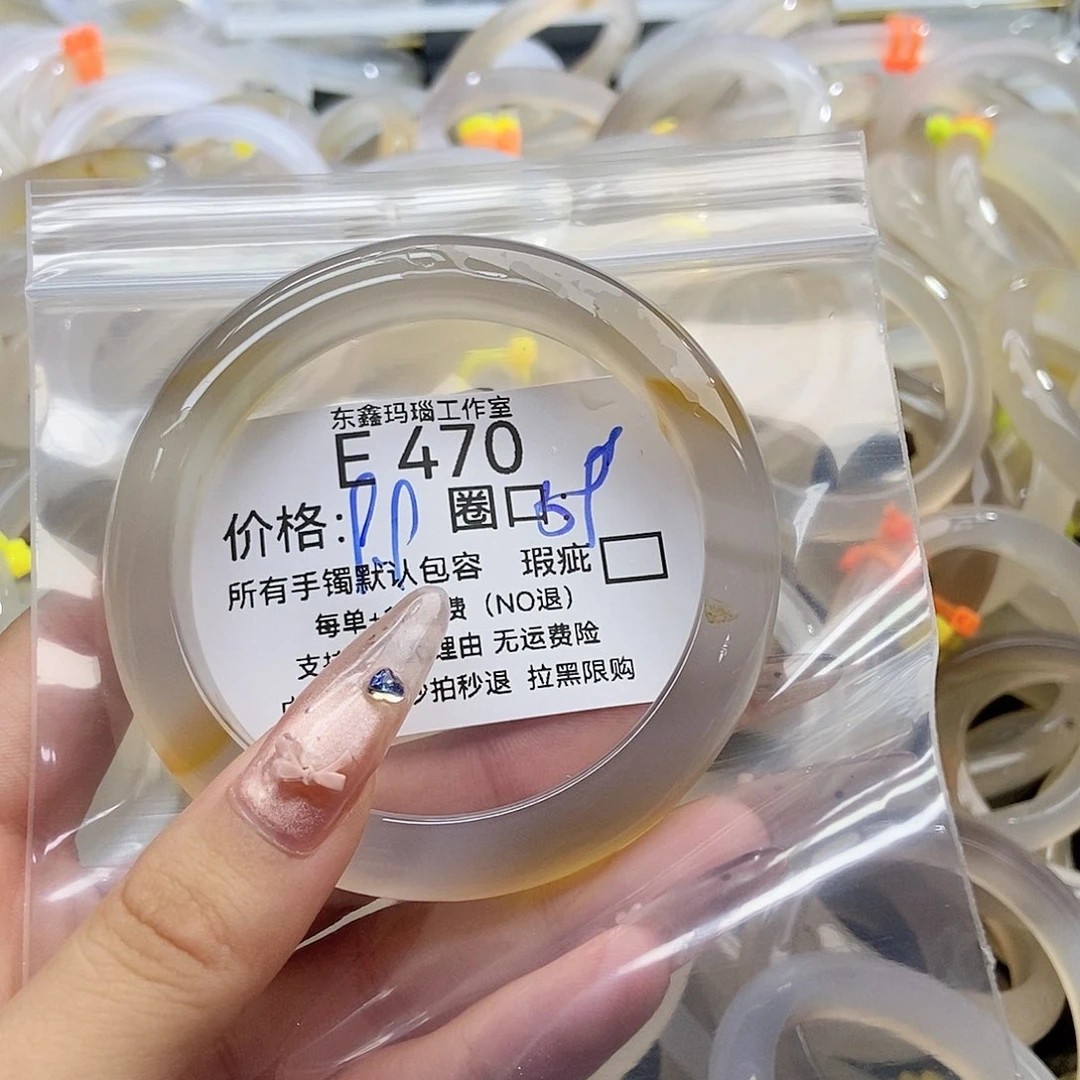 东鑫玛瑙工作室
E 470
价格: 圈口:
所有手镯默认包容 瑕疵
每单 费（NO退）
支 理由 无运费险
秒拍秒退 拉黑限购